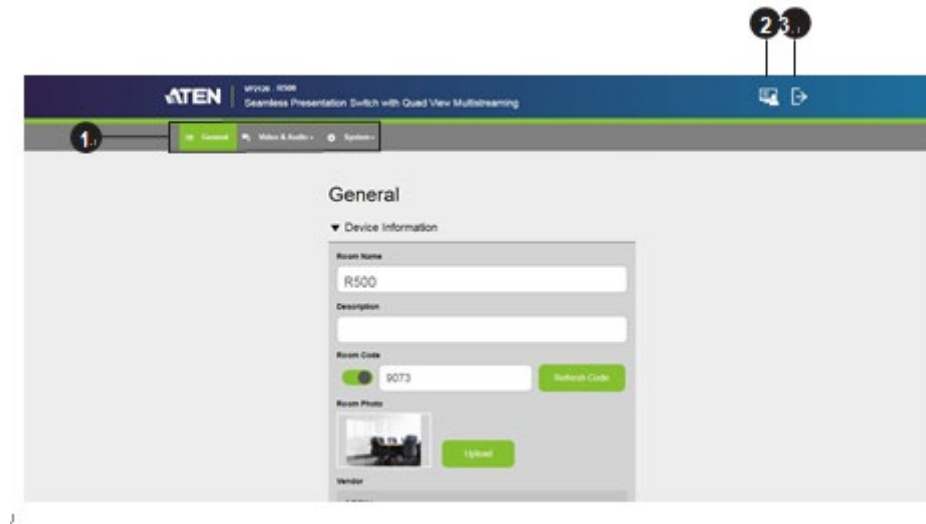 2 3
ATEN
VP2120 . R500
Seamless Presentation Switch with Quad View Multistreaming
1
General Video & Audio System
General
Device Information
Room Name
R500
Description
Room Code
9073 Refresh Code
Room Photo
Upload
Vendor